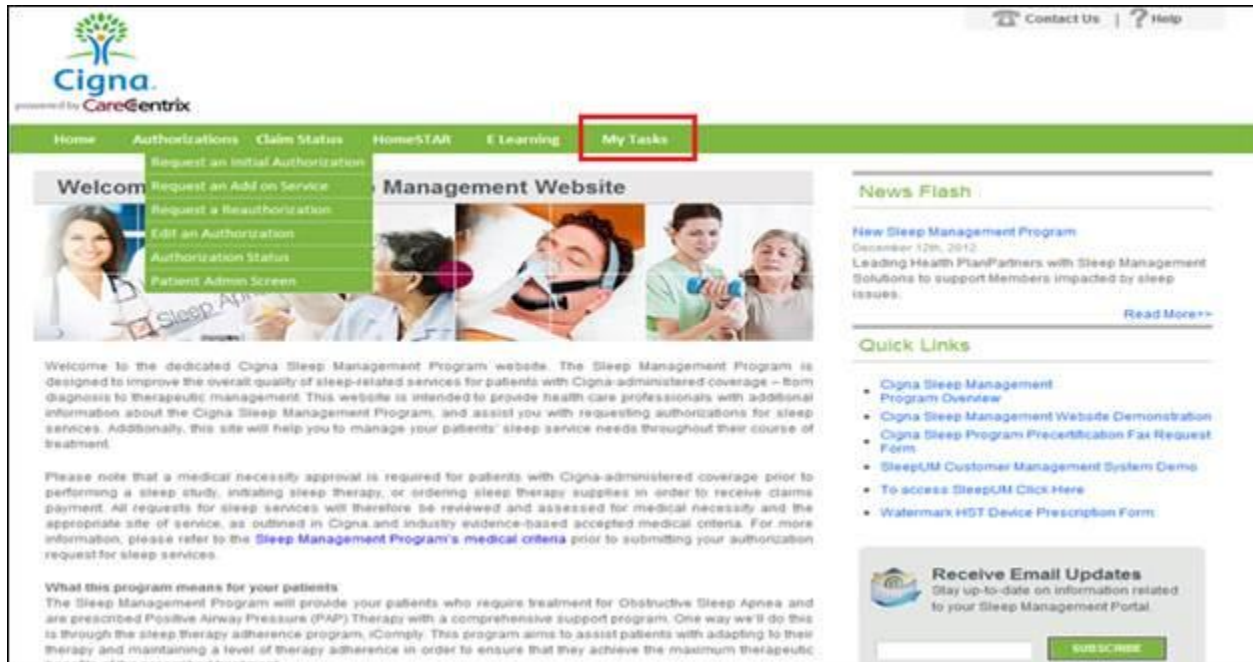 Contact Us | ? Help
Cigna.
powered by CareCentrix
Home Authorizations Claim Status HomeSTAR E Learning My Tasks
Request an Initial Authorization
Request an Add on Service
Request a Reauthorization
Edit an Authorization
Authorization Status
Patient Admin Screen
Welcom Management Website
Sleep Apn
Welcome to the dedicated Cigna Sleep Management Program website. The Sleep Management Program is
designed to improve the overall quality of sleep-related services for patients with Cigna-administered coverage – from
diagnosis to therapeutic management. This website is intended to provide health care professionals with additional
information about the Cigna Sleep Management Program, and assist you with requesting authorizations for sleep
services. Additionally, this site will help you to manage your patients' sleep service needs throughout their course of
treatment.
Please note that a medical necessity approval is required for patients with Cigna-administered coverage prior to
performing a sleep study, initiating sleep therapy, or ordering sleep therapy supplies in order to receive claims
payment. All requests for sleep services will therefore be reviewed and assessed for medical necessity and the
appropriate site of service, as outlined in Cigna and industry evidence-based accepted medical criteria. For more
information, please refer to the Sleep Management Program's medical criteria prior to submitting your authorization
request for sleep services.
What this program means for your patients
The Sleep Management Program will provide your patients who require treatment for Obstructive Sleep Apnea and
are prescribed Positive Airway Pressure (PAP) Therapy with a comprehensive support program. One way we'll do this
is through the sleep therapy adherence program, iComply. This program aims to assist patients with adapting to their
therapy and maintaining a level of therapy adherence in order to ensure that they achieve the maximum therapeutic
News Flash
New Sleep Management Program
December 12th, 2012
Leading Health PlanPartners with Sleep Management
Solutions to support Members impacted by sleep
issues.
Read More>>
Quick Links
Cigna Sleep Management
Program Overview
Cigna Sleep Management Website Demonstration
Cigna Sleep Program Precertification Fax Request
Form
SleepUM Customer Management System Demo
To access SleepUM Click Here
Watermark HST Device Prescription Form
Receive Email Updates
Stay up-to-date on information related
to your Sleep Management Portal.
SUBSCRIBE